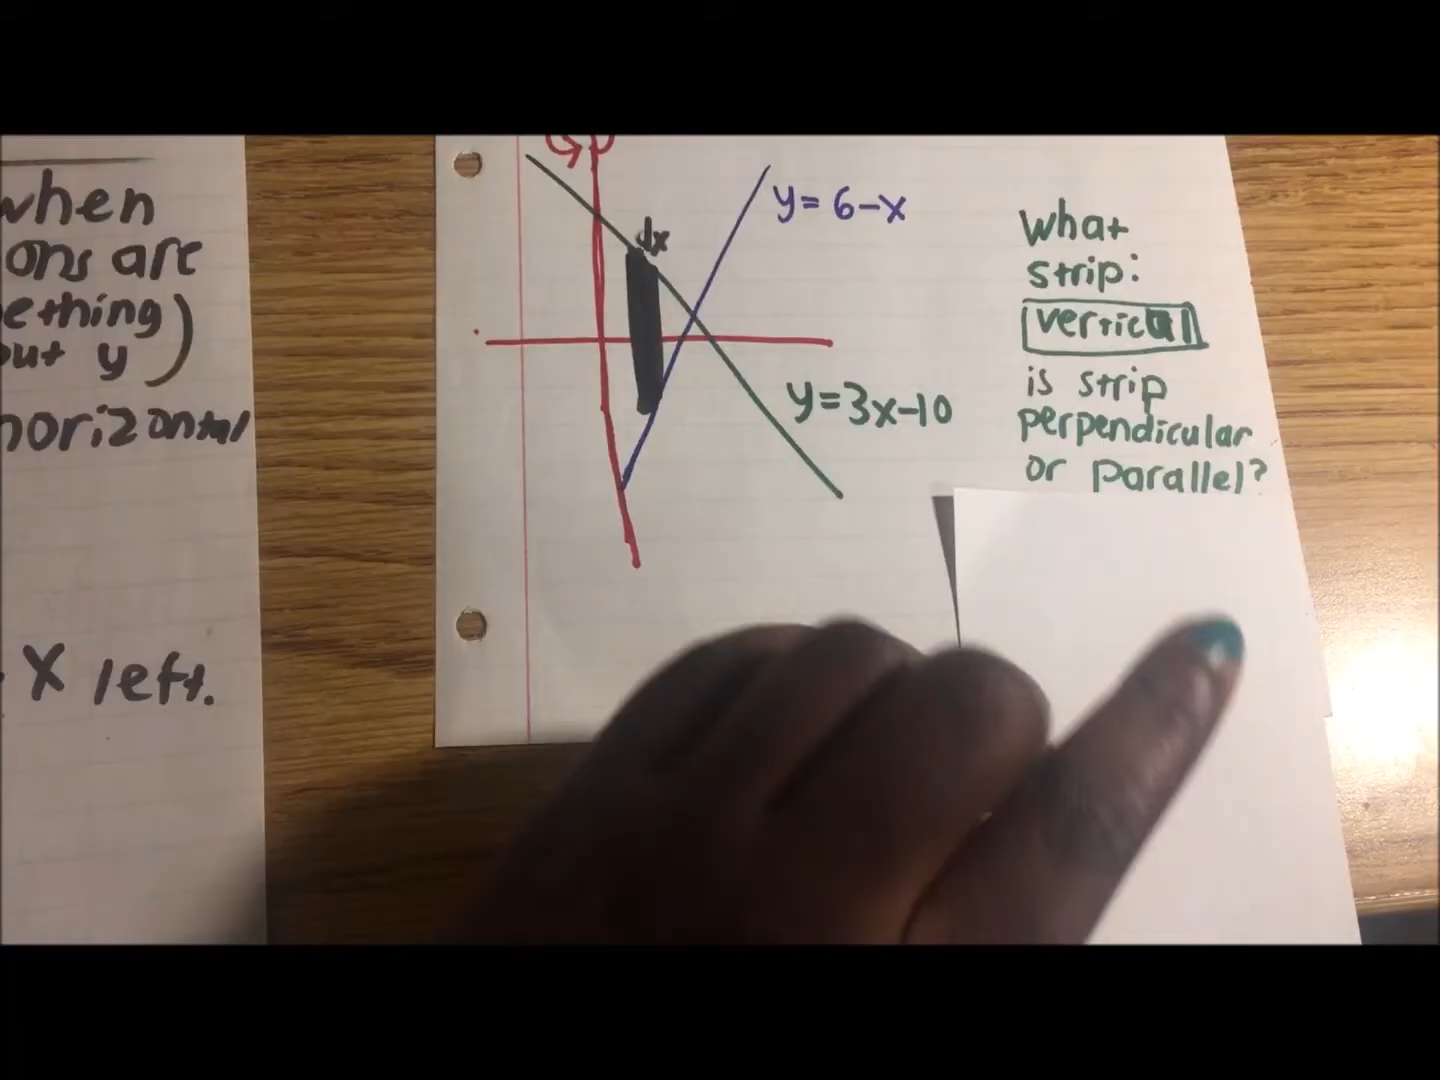 when
ons are
ething)
out y
horizontal
X left.
dx
y = 6-x
y=3x-10
What
strip:
vertical
is strip
perpendicular
or parallel?